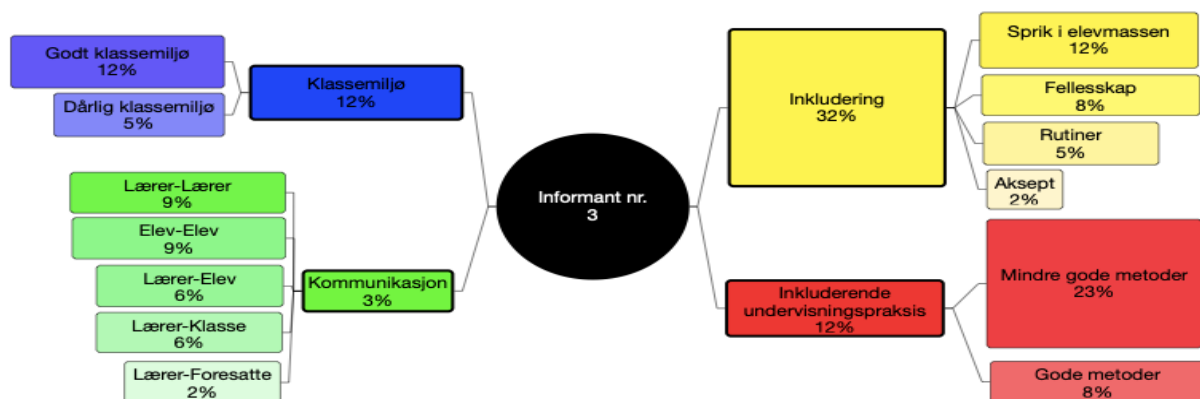 Godt klassemiljø
12%
Dårlig klassemiljø
5%
Klassemiljø
12%
Lærer-Lærer
9%
Elev-Elev
9%
Lærer-Elev
6%
Lærer-Klasse
6%
Lærer-Foresatte
2%
Kommunikasjon
3%
Informant nr.
3
Inkludering
32%
Sprik i elevmassen
12%
Fellesskap
8%
Rutiner
5%
Aksept
2%
Inkluderende
undervisningspraksis
12%
Mindre gode metoder
23%
Gode metoder
8%